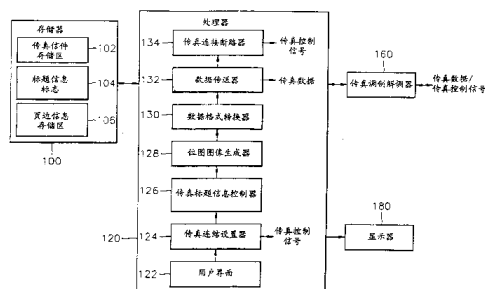 存储器
传真信件
存储区
102
标题信息
标志
104
页边信息
存储区
106
100
处理器
134
传真连接断路器
传真控制
信号
132
数据传送器
传真数据
130
数据格式转换器
128
位图图像生成器
126
传真标题信息控制器
120
124
传真连结设置器
传真控制
信号
122
用户界面
160
传真调制解调器
传真数据/
传真控制信号
180
显示器